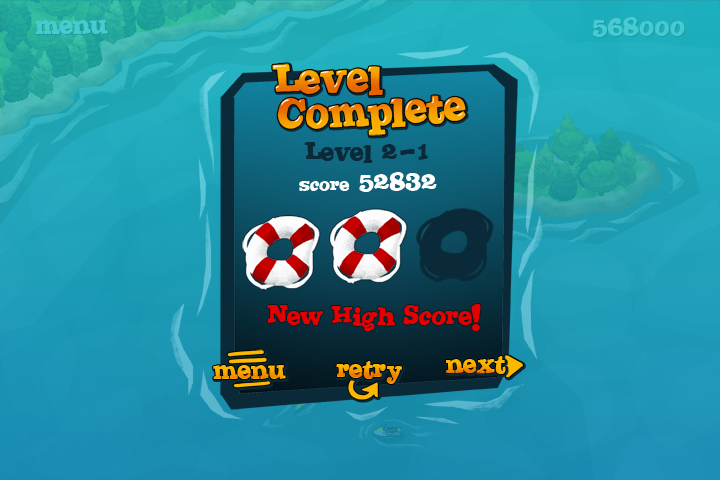 menu
568000
Level
Complete
Level 2-1
score 52832
New High Score!
menu
retry
next